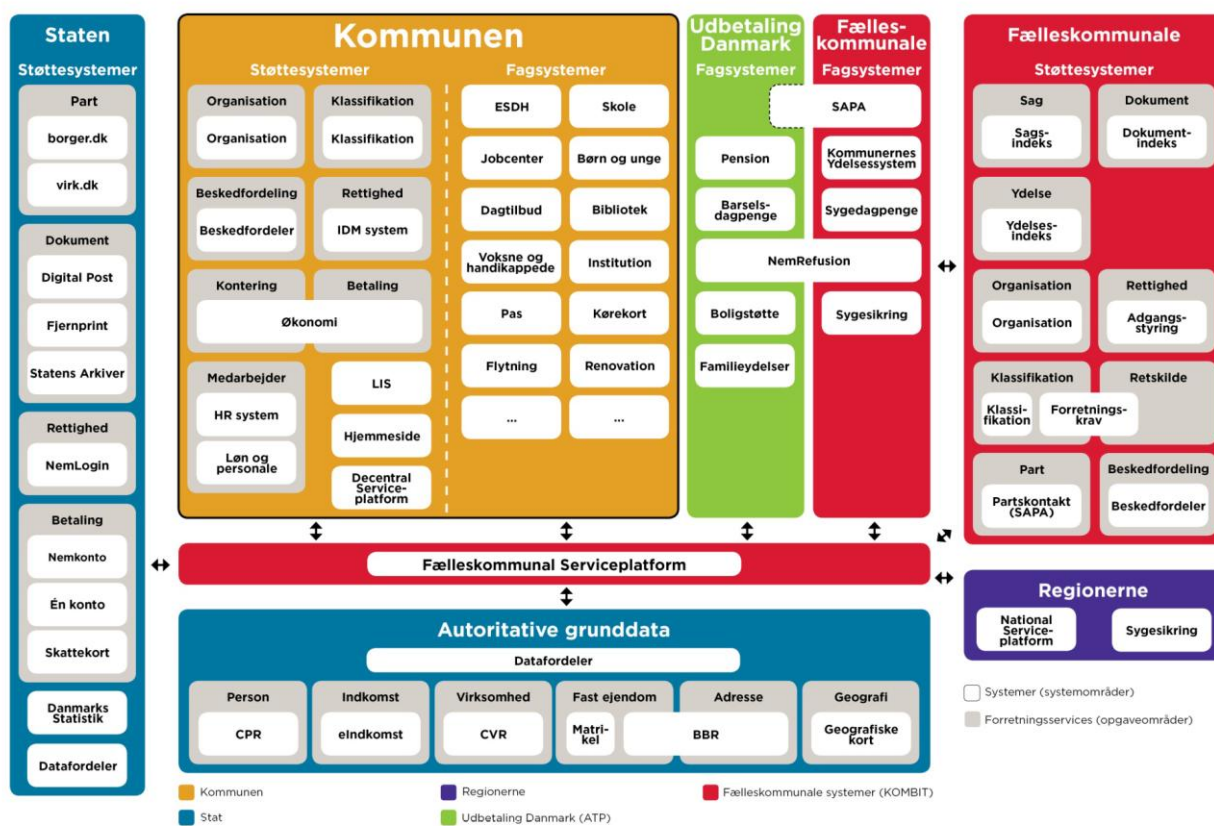 Staten
Støttesystemer
Part
borger.dk
virk.dk
Dokument
Digital Post
Fjernprint
Statens Arkiver
Rettighed
NemLogin
Betaling
Nemkonto
Én konto
Skattekort
Danmarks
Statistik
Datafordeler
Kommunen
Støttesystemer
Fagsystemer
Organisation
Klassifikation
Organisation
Klassifikation
Beskedfordeling
Rettighed
Beskedfordeler
IDM system
Kontering
Betaling
Økonomi
Medarbejder
HR system
Løn og
personale
LIS
Hjemmeside
Decentral
Service-
platform
ESDH
Skole
Jobcenter
Børn og unge
Dagtilbud
Bibliotek
Voksne og
handikappede
Institution
Pas
Kørekort
Flytning
Renovation
...
...
Udbetaling
Danmark
Fagsystemer
Fælles-
kommunale
Fagsystemer
SAPA
Pension
Kommunernes
Ydelsessystem
Barsels-
dagpenge
Sygedagpenge
NemRefusion
Boligstøtte
Sygesikring
Familieydelser
Fælleskommunale
Støttesystemer
Sag
Dokument
Sags-
indeks
Dokument-
indeks
Ydelse
Ydelses-
indeks
Organisation
Rettighed
Organisation
Adgangs-
styring
Klassifikation
Retskilde
Klassi-
fikation
Forretnings-
krav
Part
Beskedfordeling
Partskontakt
(SAPA)
Beskedfordeler
Fælleskommunal Serviceplatform
Regionerne
National
Service-
platform
Sygesikring
Autoritative grunddata
Datafordeler
Person
Indkomst
Virksomhed
Fast ejendom
Adresse
Geografi
CPR
eIndkomst
CVR
Matri-
kel
BBR
Geografiske
kort
Systemer (systemområder)
Forretningsservices (opgaveområder)
Kommunen
Regionerne
Fælleskommunale systemer (KOMBIT)
Stat
Udbetaling Danmark (ATP)